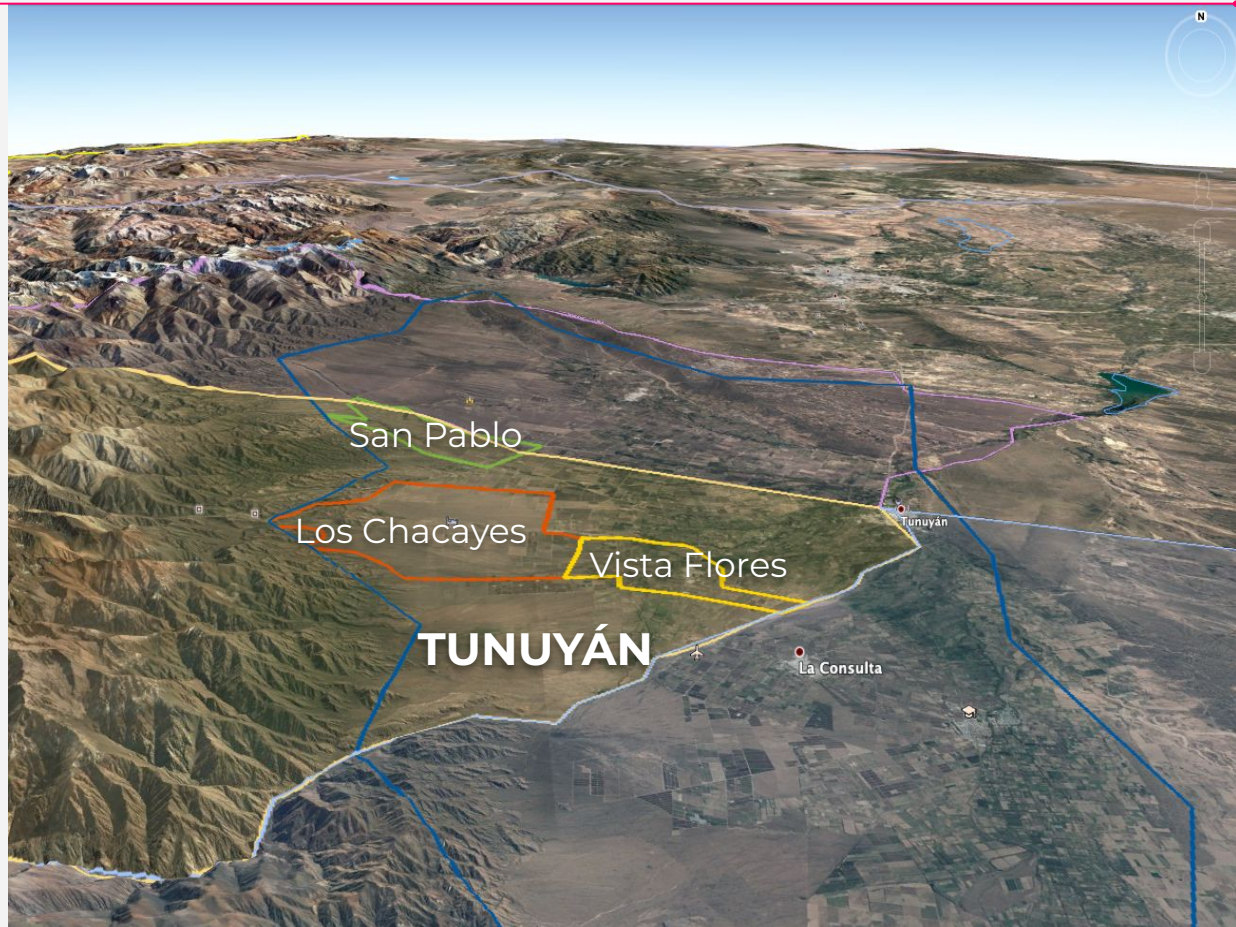 N
San Pablo
Los Chacayes
Tunuyán
Vista Flores
TUNUYÁN
La Consulta